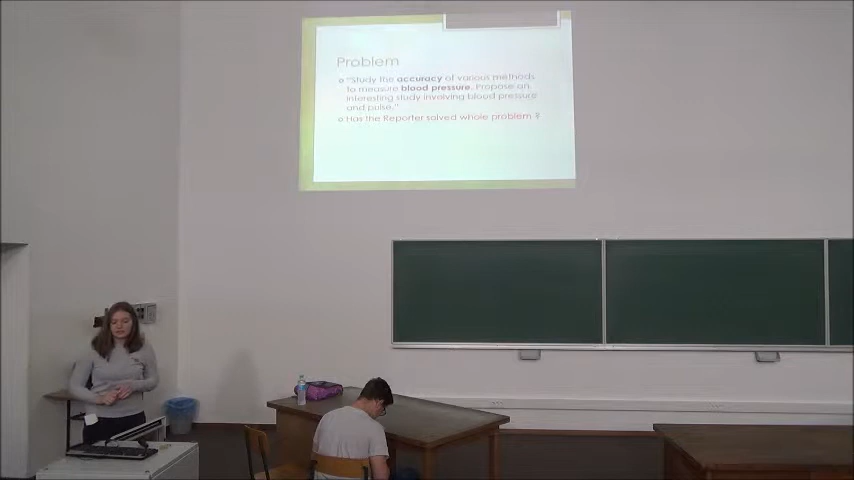 Problem
"Study the accuracy of various methods
to measure blood pressure. Propose an
interesting study involving blood pressure
and pulse."
Has the Reporter solved whole problem ?